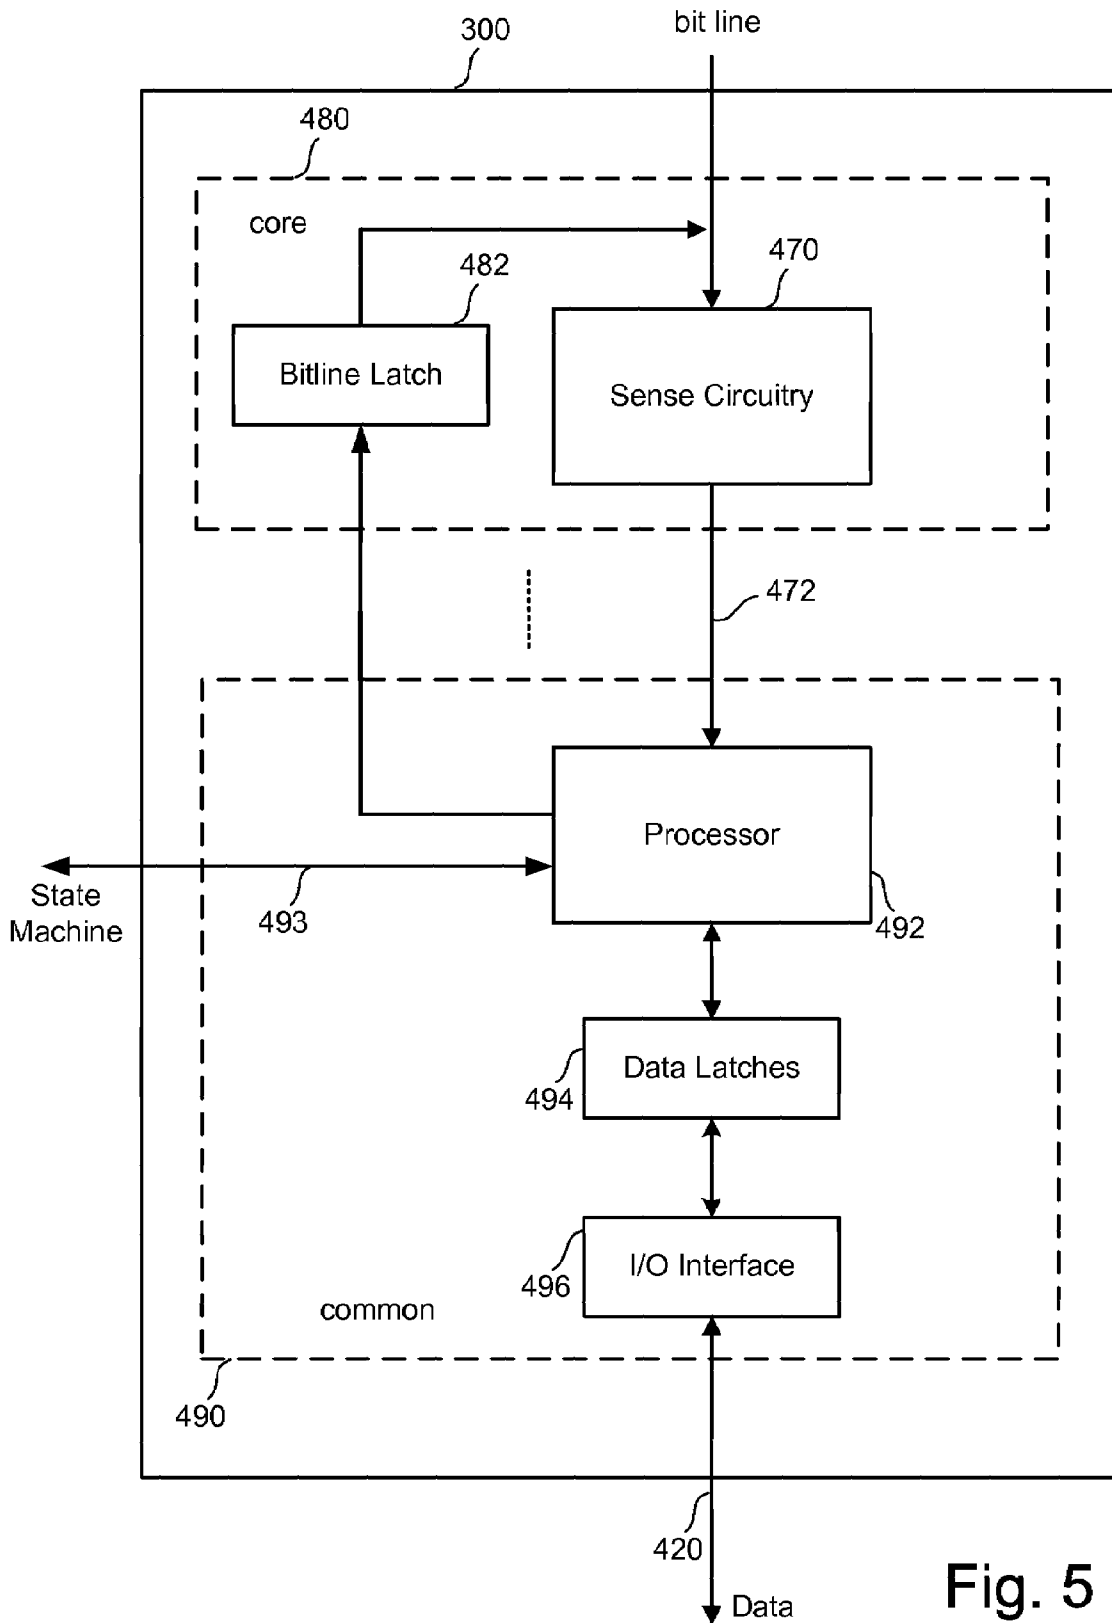 300
bit line
480
core
482
470
Bitline Latch
Sense Circuitry
472
Processor
State
Machine
493
492
Data Latches
494
I/O Interface
496
common
490
420
Data
Fig. 5